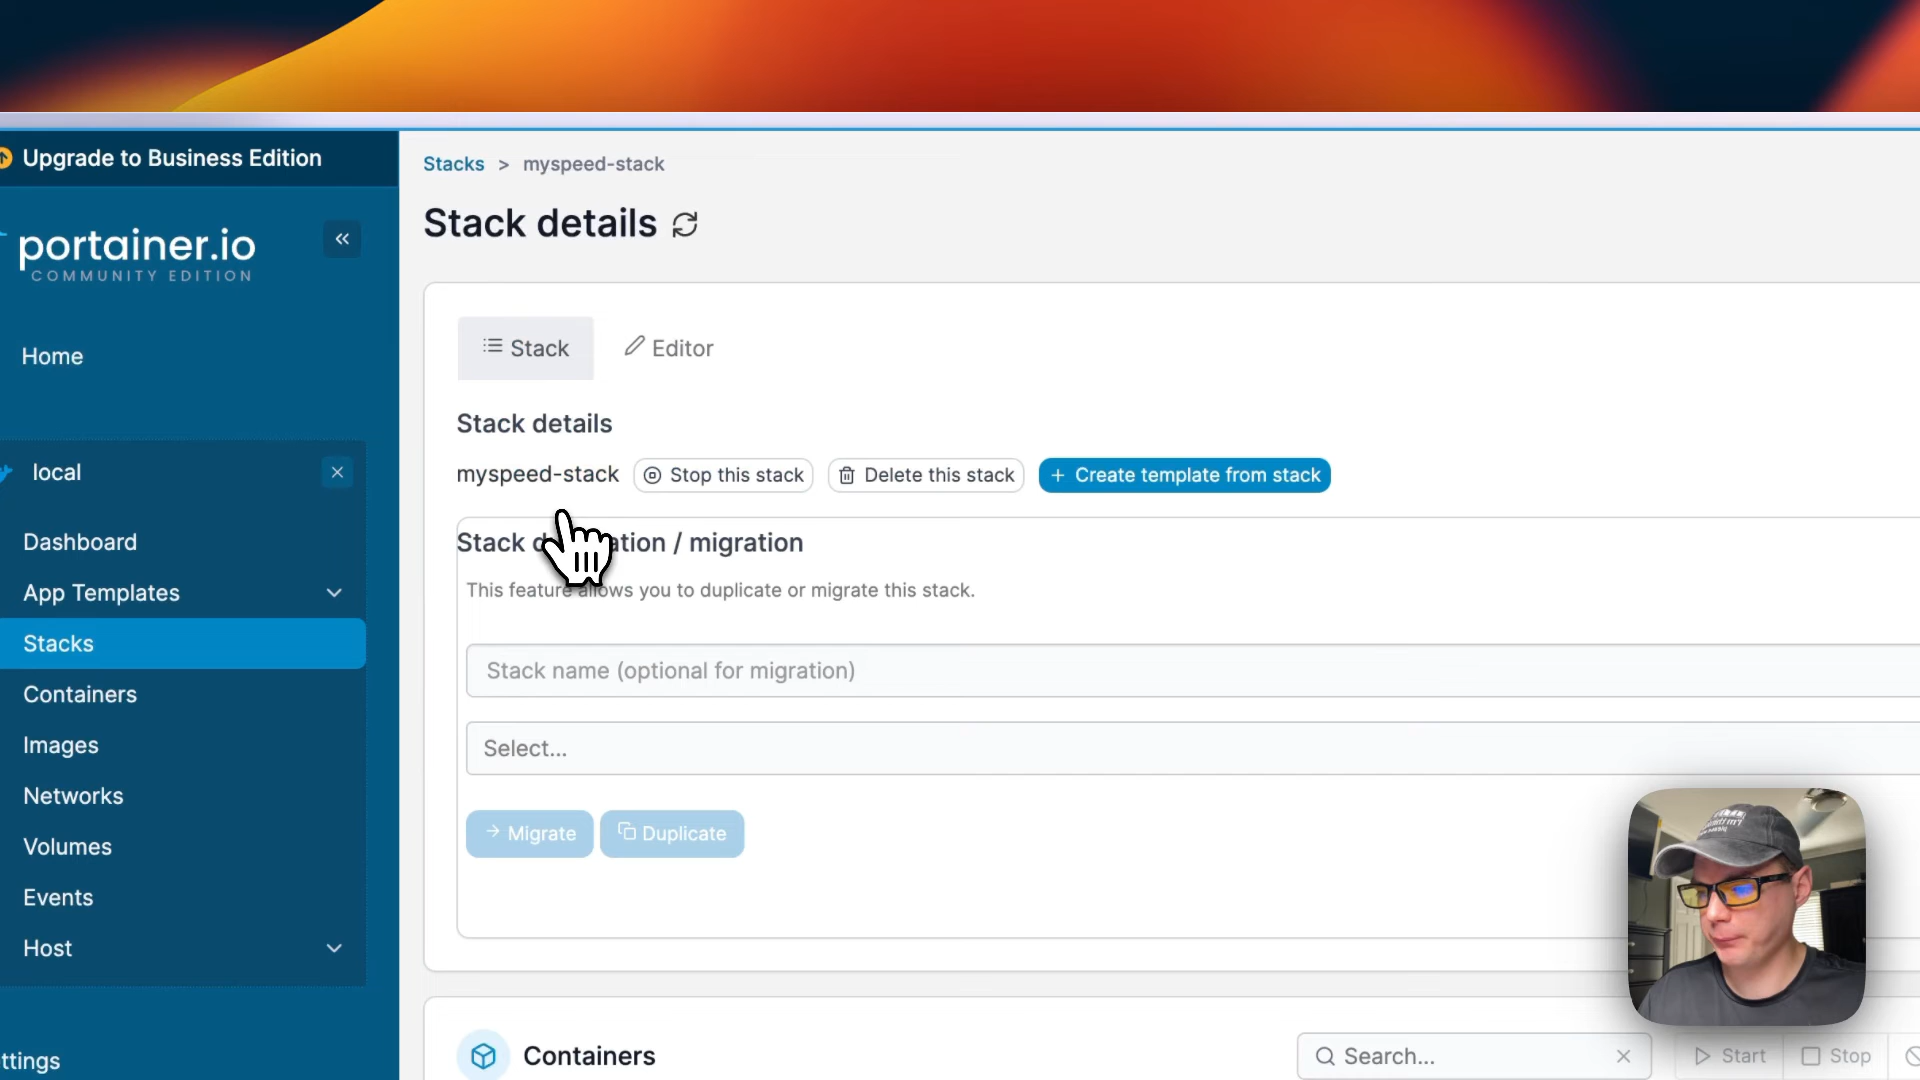 Upgrade to Business Edition
portainer.io
COMMUNITY EDITION
Home
local
Dashboard
App Templates
Stacks
Containers
Images
Networks
Volumes
Events
Host
ttings
Stacks > myspeed-stack
Stack details
Stack
Editor
Stack details
myspeed-stack
Stop this stack
Delete this stack
+ Create template from stack
Stack d ation / migration
This feature allows you to duplicate or migrate this stack.
Stack name (optional for migration)
Select...
Migrate
Duplicate
Containers
Search...
Start
Stop